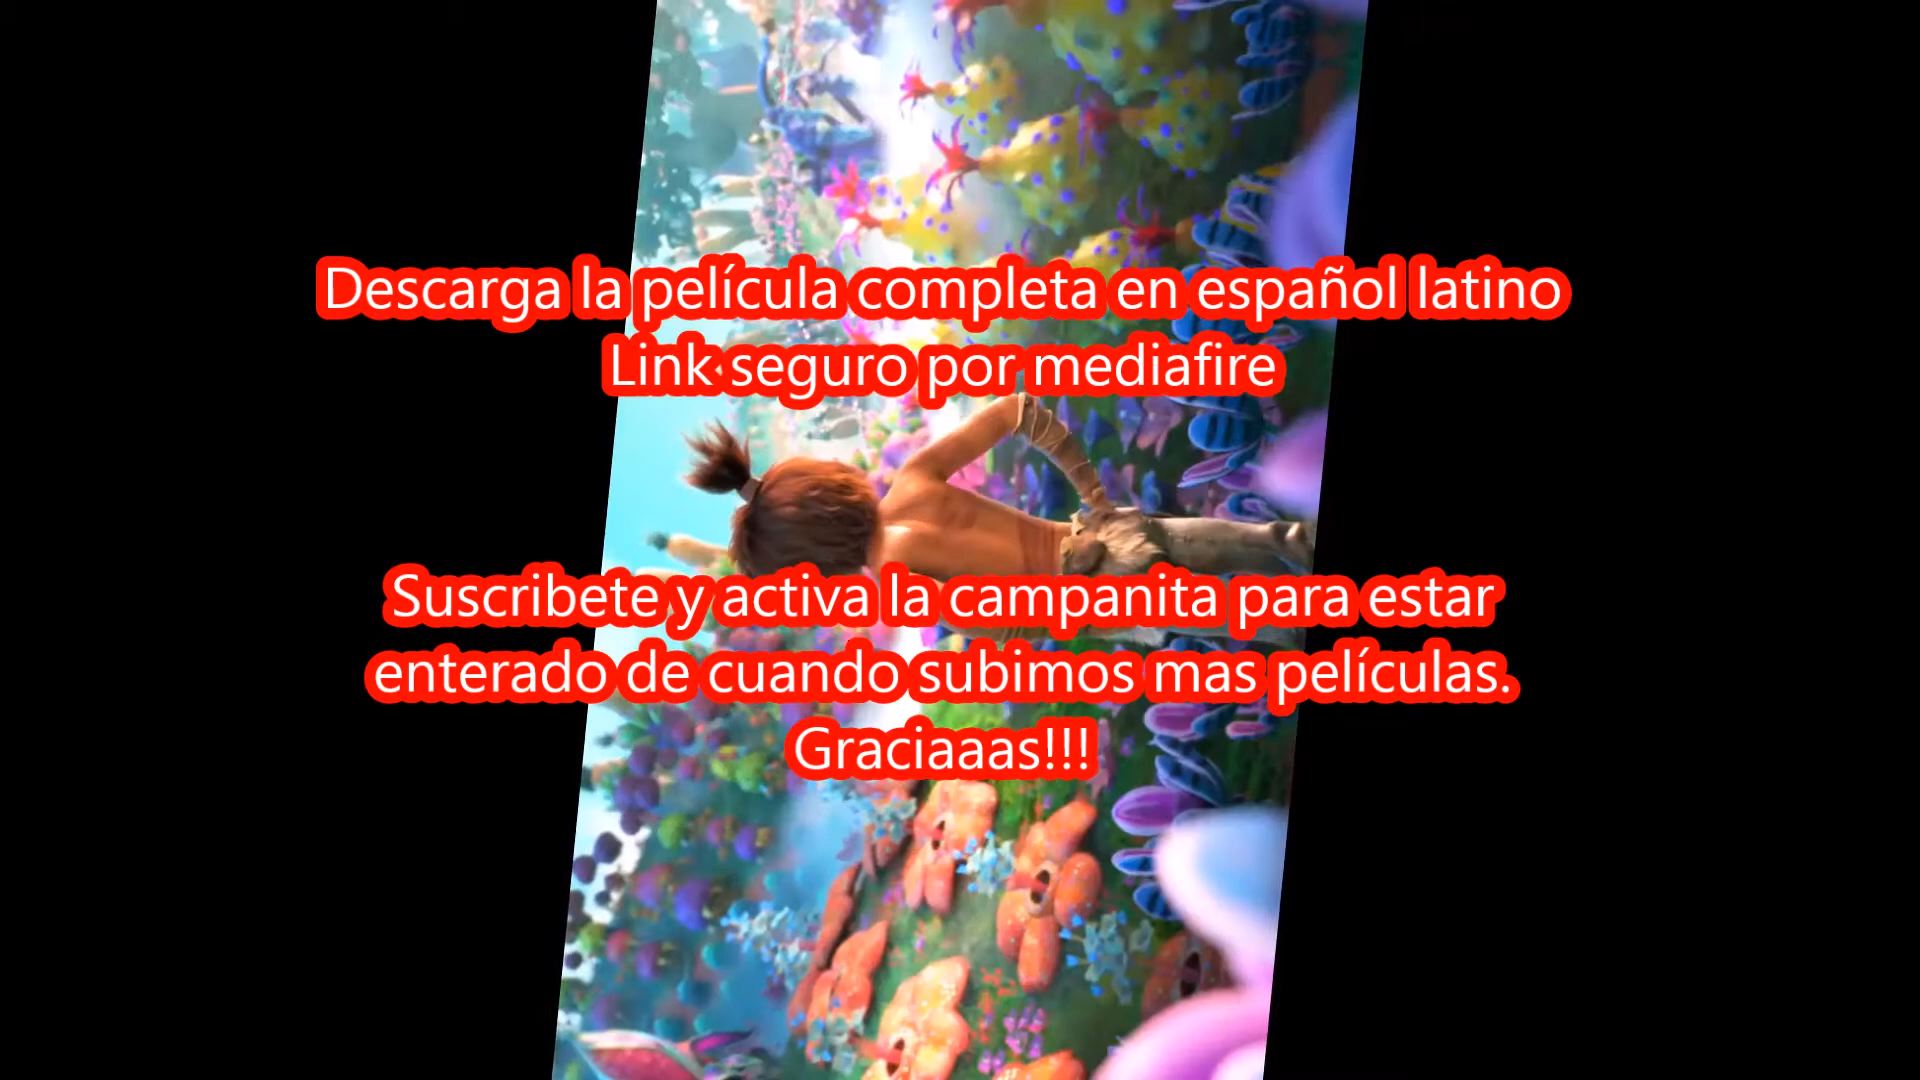 Descarga la película completa en español latino
Link seguro por mediafire
Suscribete y activa la campanita para estar
enterado de cuando subimos mas películas.
Graciaaas!!!